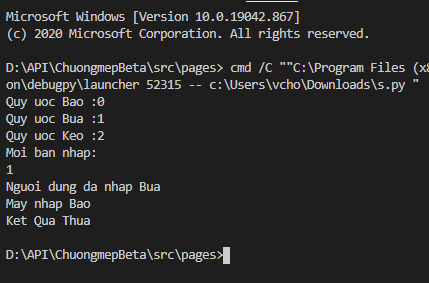 Microsoft Windows [Version 10.0.19042.867]
(c) 2020 Microsoft Corporation. All rights reserved.
D:\API\ChuongmepBeta\src\pages> cmd /C ""C:\Program Files (x8
on\debugpy\launcher 52315 -- c:\Users\vcho\Downloads\s.py "
Quy uoc Bao :0
Quy uoc Bua :1
Quy uoc Keo :2
Moi ban nhap:
1
Nguoi dung da nhap Bua
May nhap Bao
Ket Qua Thua
D:\API\ChuongmepBeta\src\pages>